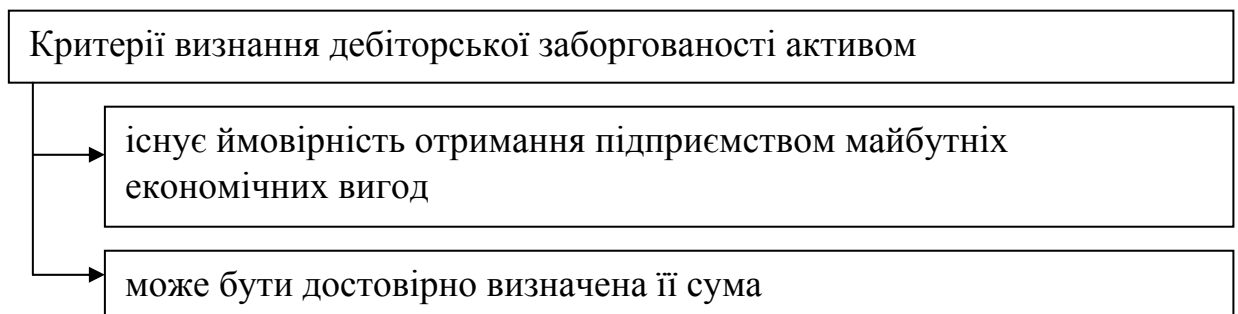 Критерії визнання дебіторської заборгованості активом
існує ймовірність отримання підприємством майбутніх
економічних вигод
може бути достовірно визначена її сума